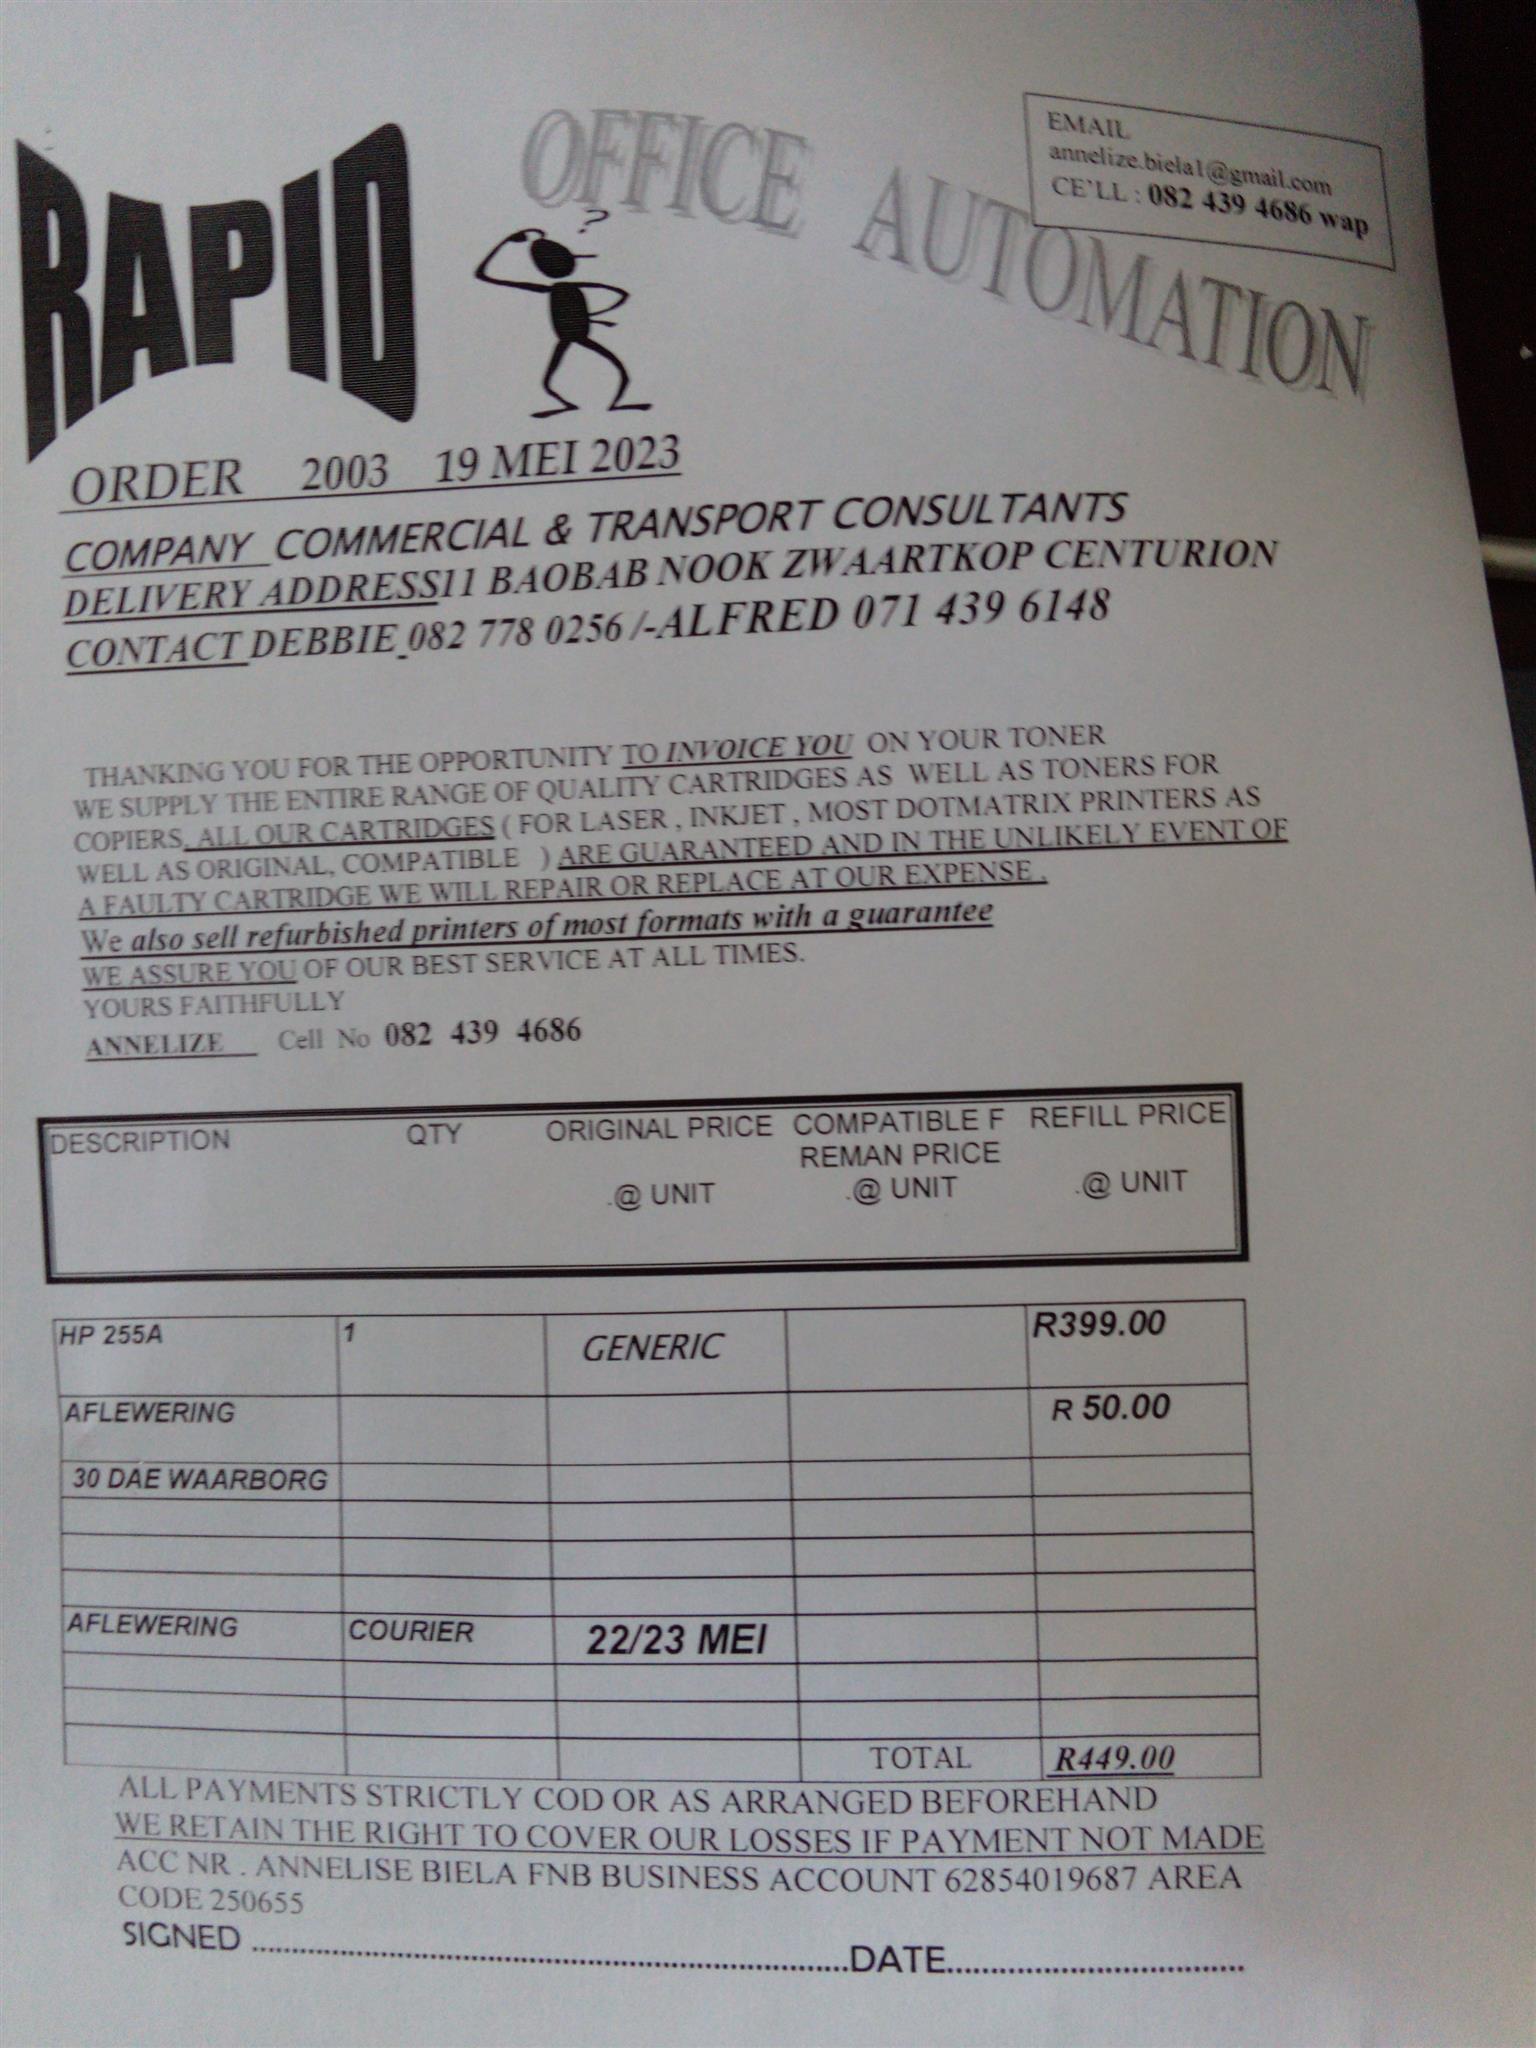 RAPID
OFFICE AUTOMATION
?
EMAIL
annelize.biela1@gmail.com
CE'LL : 082 439 4686 wap
ORDER 2003 19 MEI 2023
COMPANY COMMERCIAL & TRANSPORT CONSULTANTS
DELIVERY ADDRESS11 BAOBAB NOOK ZWAARTKOP CENTURION
CONTACT DEBBIE 082 778 0256 /-ALFRED 071 439 6148
THANKING YOU FOR THE OPPORTUNITY TO INVOICE YOU ON YOUR TONER
WE SUPPLY THE ENTIRE RANGE OF QUALITY CARTRIDGES AS WELL AS TONERS FOR
COPIERS, ALL OUR CARTRIDGES ( FOR LASER , INKJET , MOST DOTMATRIX PRINTERS AS
WELL AS ORIGINAL, COMPATIBLE ) ARE GUARANTEED AND IN THE UNLIKELY EVENT OF
A FAULTY CARTRIDGE WE WILL REPAIR OR REPLACE AT OUR EXPENSE .
We also sell refurbished printers of most formats with a guarantee
WE ASSURE YOU OF OUR BEST SERVICE AT ALL TIMES.
YOURS FAITHFULLY
ANNELIZE Cell No 082 439 4686
DESCRIPTION QTY ORIGINAL PRICE COMPATIBLE F REFILL PRICE
REMAN PRICE
.@ UNIT .@ UNIT .@ UNIT
HP 255A 1 GENERIC R399.00
AFLEWERING R 50.00
30 DAE WAARBORG
AFLEWERING COURIER 22/23 MEI
TOTAL R449.00
ALL PAYMENTS STRICTLY COD OR AS ARRANGED BEFOREHAND
WE RETAIN THE RIGHT TO COVER OUR LOSSES IF PAYMENT NOT MADE
ACC NR . ANNELISE BIELA FNB BUSINESS ACCOUNT 62854019687 AREA
CODE 250655
SIGNED ........................................DATE..............................